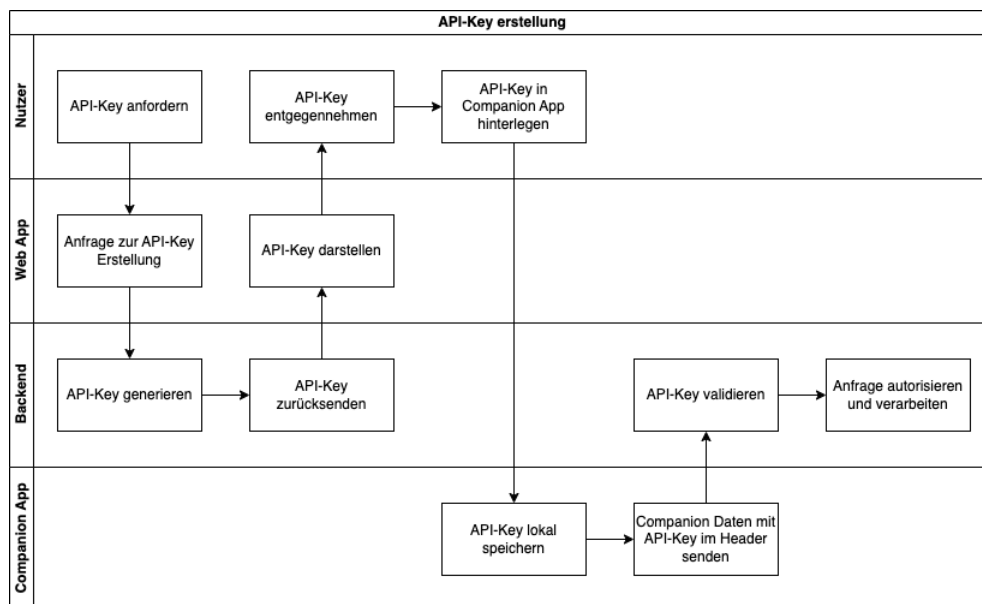 API-Key erstellung
Nutzer
API-Key anfordern
API-Key
entgegennehmen
API-Key in
Companion App
hinterlegen
Web App
Anfrage zur API-Key
Erstellung
API-Key darstellen
Backend
API-Key generieren
API-Key
zurücksenden
API-Key validieren
Anfrage autorisieren
und verarbeiten
Companion App
API-Key lokal
speichern
Companion Daten mit
API-Key im Header
senden